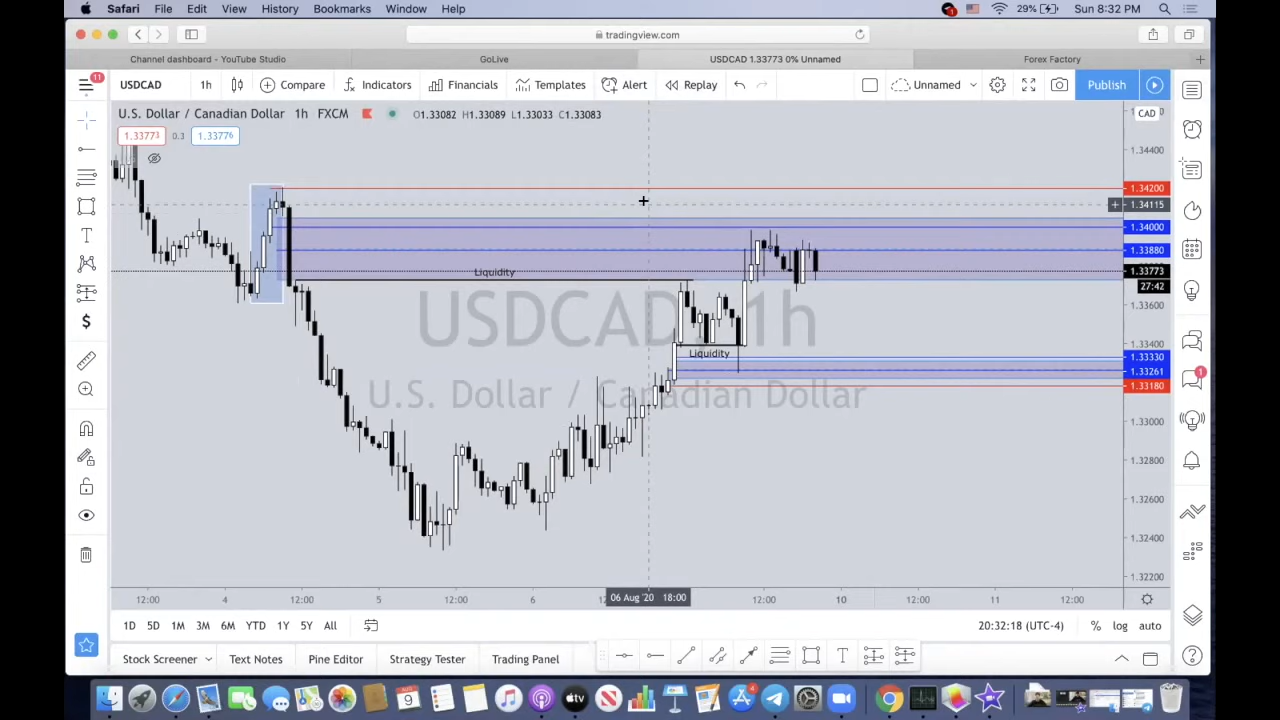 Safari File Edit View History Bookmarks Window Help 1 29% Sun 8:32 PM
tradingview.com
Channel dashboard - YouTube Studio GoLive USDCAD 1.33773 0% Unnamed Forex Factory
11 USDCAD 1h Compare Indicators Financials Templates Alert Replay Unnamed Publish
U.S. Dollar / Canadian Dollar 1h FXCM O1.33082 H1.33089 L1.33033 C1.33083 CAD
1.33773 0.3 1.33776
1.34400
1.34200
1.34115
1.34000
1.33880
Liquidity 1.33773
27:42
USDCAD, 1h 1.33600
1.33400
Liquidity 1.33330
1.33261
1.33180
U.S. Dollar / Canadian Dollar
1.33000
1.32800
1.32600
1.32400
1.32200
12:00 4 12:00 5 12:00 6 06 Aug '20 18:00 12:00 10 12:00 11 12:00
1D 5D 1M 3M 6M YTD 1Y 5Y All 20:32:18 (UTC-4) % log auto
Stock Screener Text Notes Pine Editor Strategy Tester Trading Panel